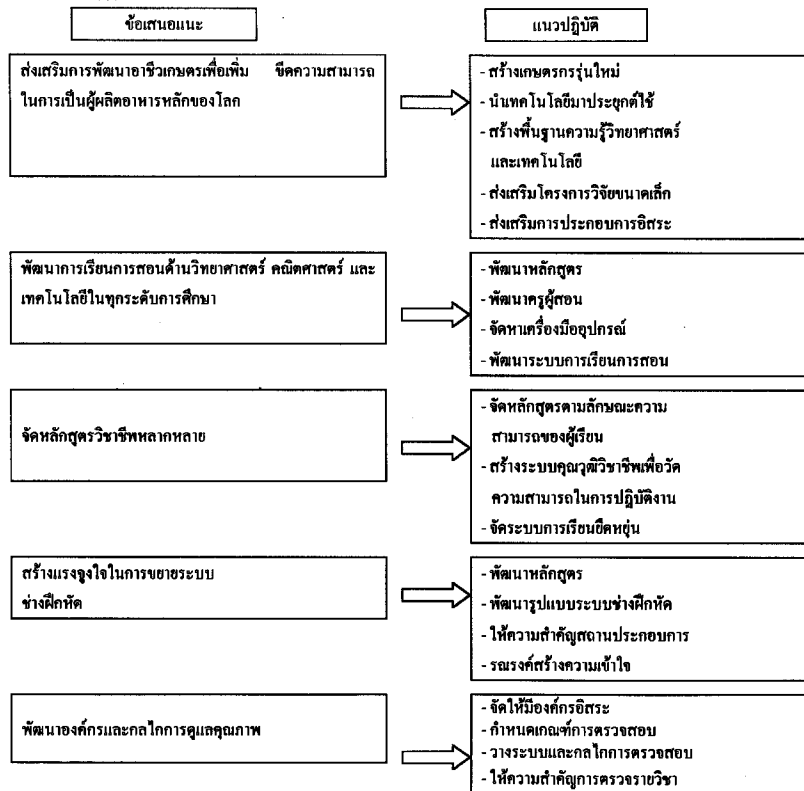 ข้อเสนอแนะ
แนวปฏิบัติ
ส่งเสริมการพัฒนาอาชีวเกษตรเพื่อเพิ่ม ขีดความสามารถ
ในการเป็นผู้ผลิตอาหารหลักของโลก
- สร้างเกษตรกรรุ่นใหม่
- นำเทคโนโลยีมาประยุกต์ใช้
- สร้างพื้นฐานความรู้วิทยาศาสตร์
และเทคโนโลยี
- ส่งเสริมโครงการวิจัยขนาดเล็ก
- ส่งเสริมการประกอบการอิสระ
พัฒนาการเรียนการสอนด้านวิทยาศาสตร์ คณิตศาสตร์ และ
เทคโนโลยีในทุกระดับการศึกษา
- พัฒนาหลักสูตร
- พัฒนาครูผู้สอน
- จัดหาเครื่องมืออุปกรณ์
- พัฒนาระบบการเรียนการสอน
จัดหลักสูตรวิชาชีพหลากหลาย
- จัดหลักสูตรตามลักษณะความ
สามารถของผู้เรียน
- สร้างระบบคุณวุฒิวิชาชีพเพื่อวัด
ความสามารถในการปฏิบัติงาน
- จัดระบบการเรียนยืดหยุ่น
สร้างแรงจูงใจในการขยายระบบ
ช่างฝึกหัด
- พัฒนาหลักสูตร
- พัฒนารูปแบบระบบช่างฝึกหัด
- ให้ความสำคัญสถานประกอบการ
- รณรงค์สร้างความเข้าใจ
พัฒนาองค์กรและกลไกการดูแลคุณภาพ
- จัดให้มีองค์กรอิสระ
- กำหนดเกณฑ์การตรวจสอบ
- วางระบบและกลไกการตรวจสอบ
- ให้ความสำคัญการตรวจรายวิชา